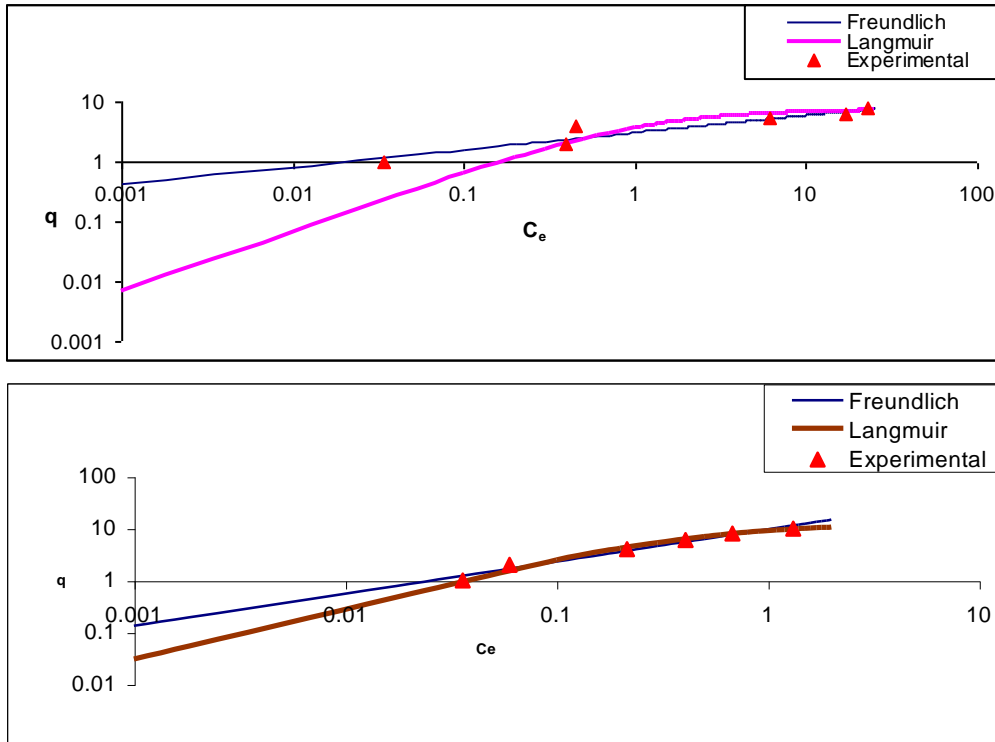 Freundlich
Langmuir
Experimental
10
1
0.001 0.01 0.1 1 10 100
q
0.1
C_e
0.01
0.001
Freundlich
Langmuir
Experimental
100
10
q 1
0.001 0.01 0.1 1 10
0.1
Ce
0.01